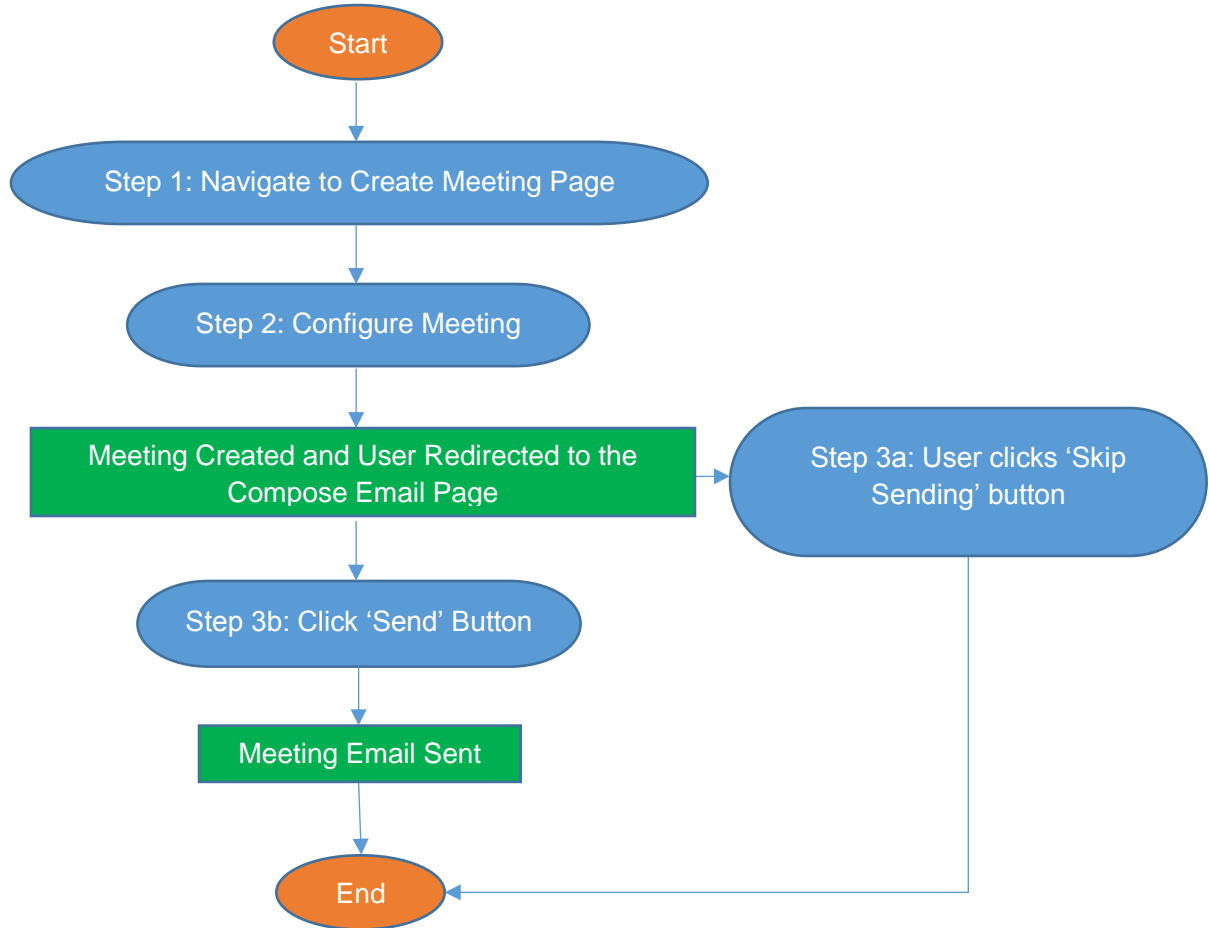 Start
Step 1: Navigate to Create Meeting Page
Step 2: Configure Meeting
Meeting Created and User Redirected to the
Compose Email Page
Step 3a: User clicks ‘Skip
Sending’ button
Step 3b: Click ‘Send’ Button
Meeting Email Sent
End